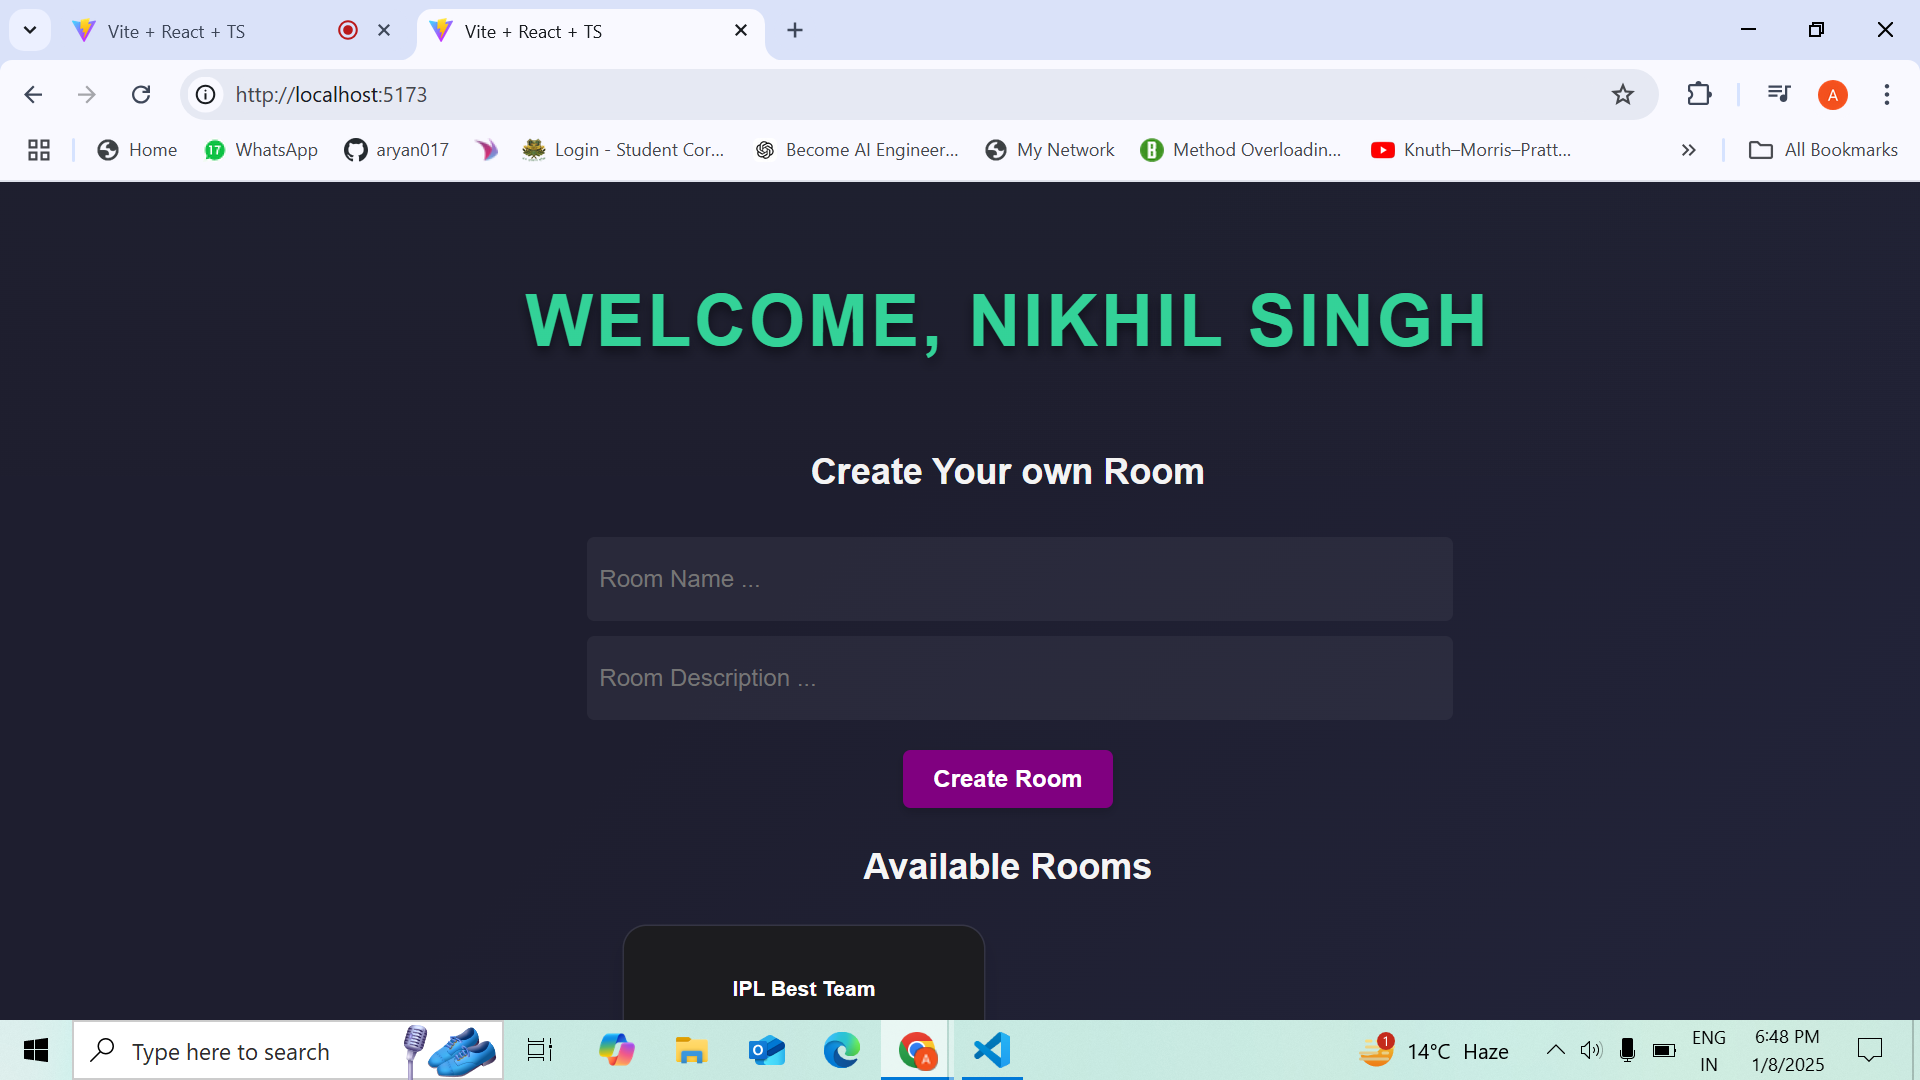 Vite + React + TS
Vite + React + TS
http://localhost:5173
A
Home
17
WhatsApp
aryan017
Login - Student Cor...
Become AI Engineer...
My Network
B
Method Overloadin...
Knuth–Morris–Pratt...
All Bookmarks
WELCOME, NIKHIL SINGH
Create Your own Room
Room Name ...
Room Description ...
Create Room
Available Rooms
IPL Best Team
Type here to search
A
1
14°C Haze
ENG
IN
6:48 PM
1/8/2025